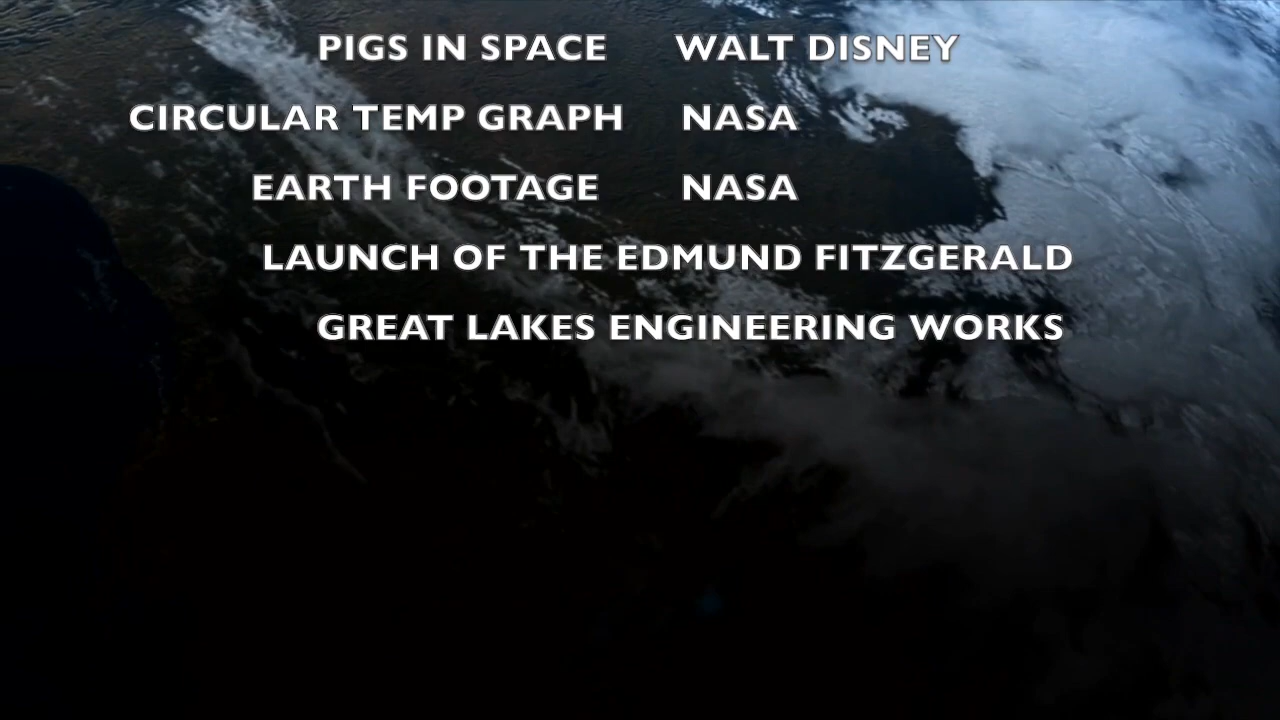 PIGS IN SPACE WALT DISNEY
CIRCULAR TEMP GRAPH NASA
EARTH FOOTAGE NASA
LAUNCH OF THE EDMUND FITZGERALD
GREAT LAKES ENGINEERING WORKS